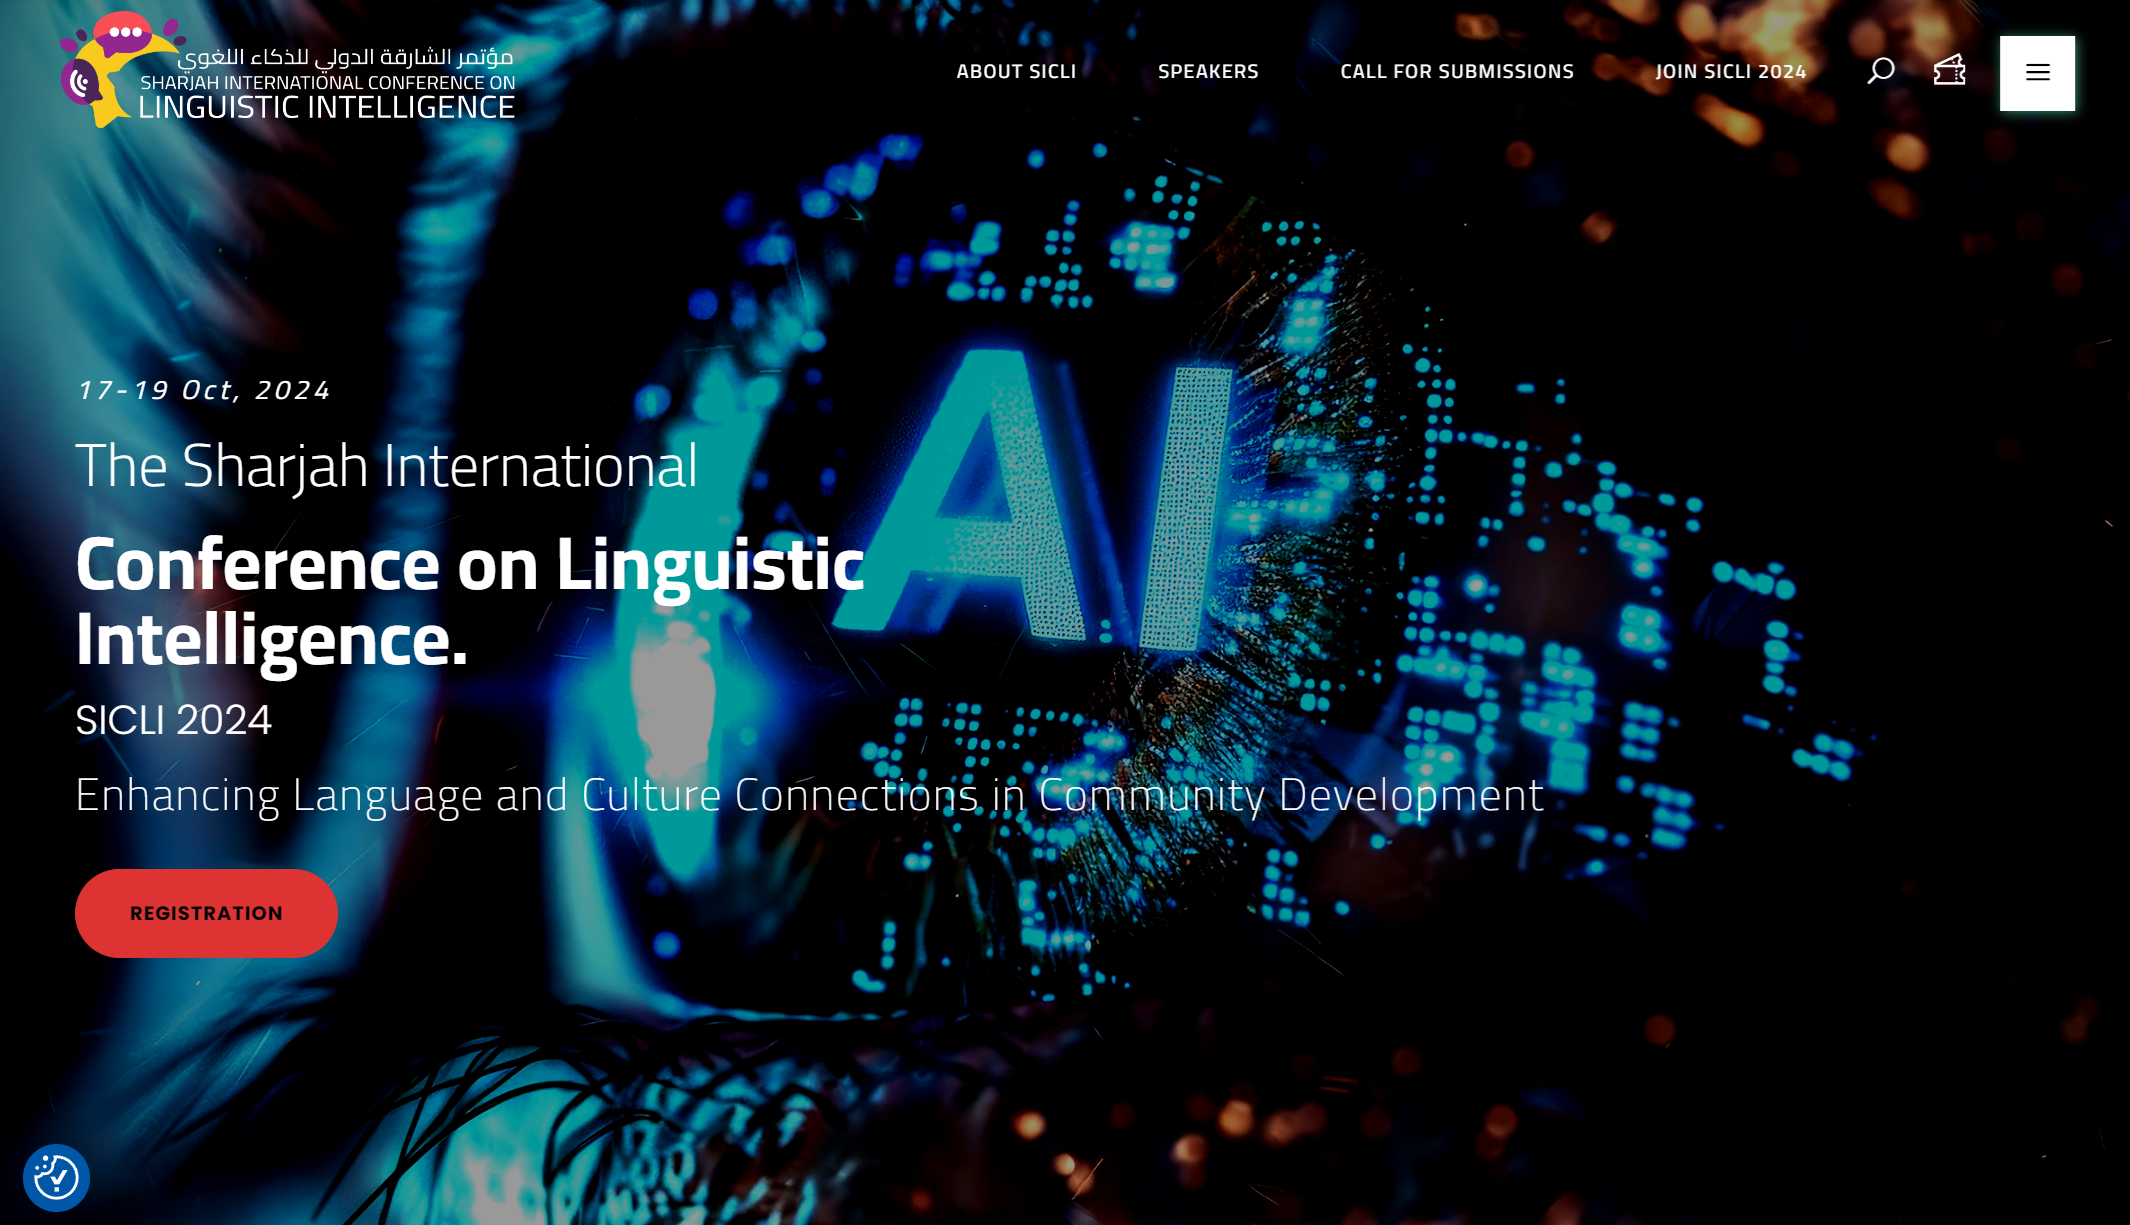 مؤتمر الشارقة الدولي للذكاء اللغوي
SHARJAH INTERNATIONAL CONFERENCE ON
LINGUISTIC INTELLIGENCE
ABOUT SICLI
SPEAKERS
CALL FOR SUBMISSIONS
JOIN SICLI 2024
17-19 Oct, 2024
The Sharjah International
Conference on Linguistic
Intelligence.
SICLI 2024
Enhancing Language and Culture Connections in Community Development
REGISTRATION
AI